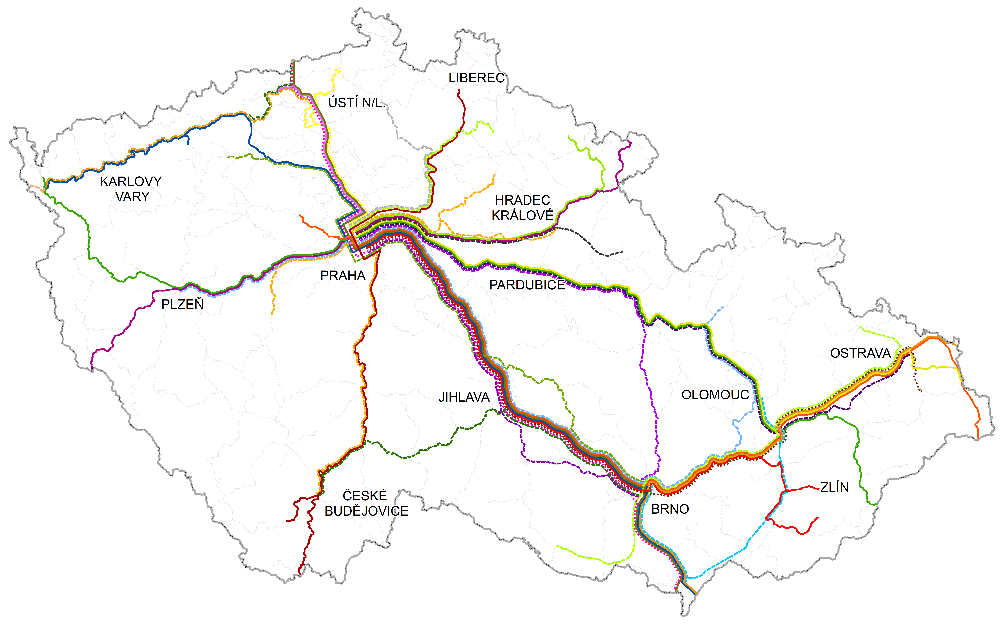 LIBEREC
ÚSTÍ N/L.
KARLOVY
VARY
HRADEC
KRÁLOVÉ
PRAHA
PARDUBICE
PLZEŇ
OSTRAVA
JIHLAVA
OLOMOUC
ZLÍN
ČESKÉ
BUDĚJOVICE
BRNO